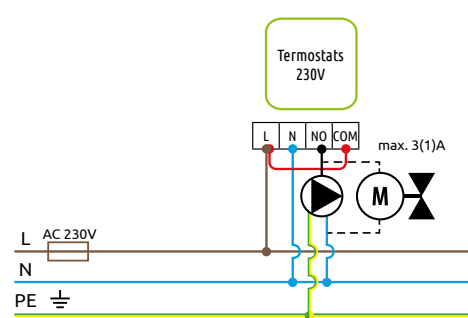 Termostats
230V
L N NO COM
max. 3(1)A
M
L AC 230V
N
PE